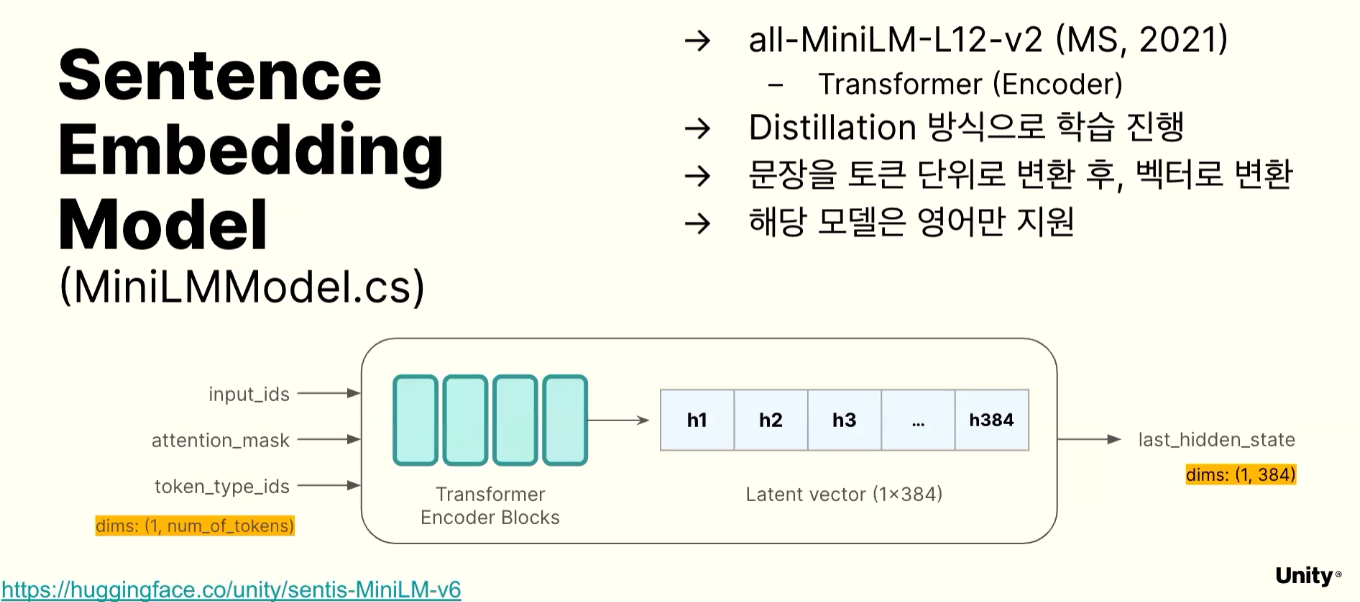 Sentence
Embedding
Model
(MiniLMModel.cs)
→ all-MiniLM-L12-v2 (MS, 2021)
– Transformer (Encoder)
→ Distillation 방식으로 학습 진행
→ 문장을 토큰 단위로 변환 후, 벡터로 변환
→ 해당 모델은 영어만 지원
input_ids
attention_mask
token_type_ids
dims: (1, num_of_tokens)
Transformer
Encoder Blocks
h1 h2 h3 ... h384
Latent vector (1×384)
last_hidden_state
dims: (1, 384)
https://huggingface.co/unity/sentis-MiniLM-v6
Unity®